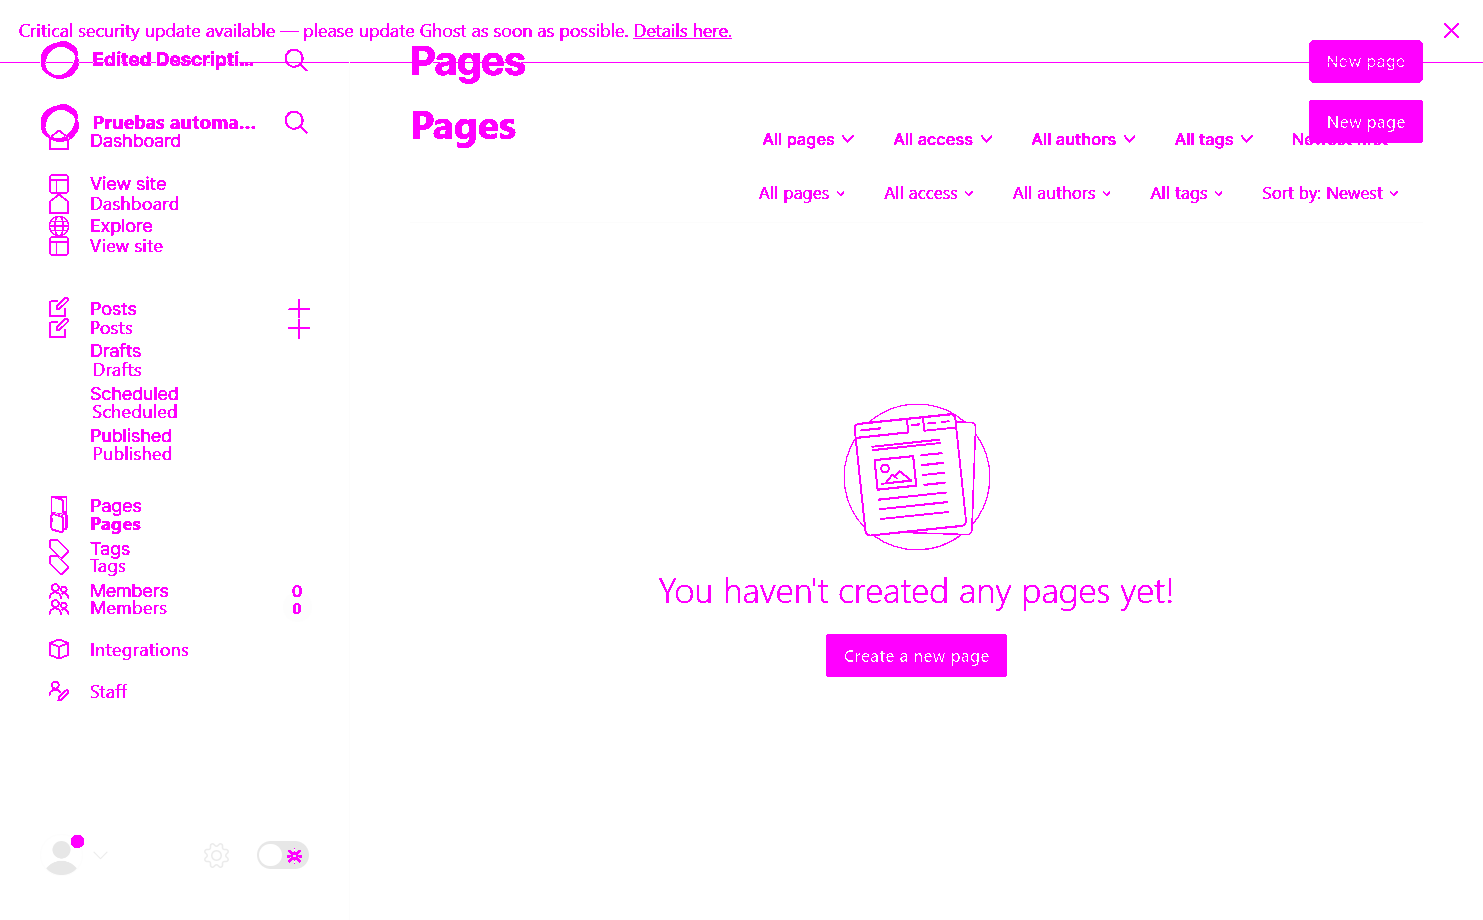 Critical security update available — please update Ghost as soon as possible. Details here.
Edited Descripti...
Pages
New page
Pruebas automa...
Pages
New page
Dashboard
All pages
All access
All authors
All tags
Newest first
View site
Dashboard
All pages
All access
All authors
All tags
Sort by: Newest
Explore
View site
Posts
Posts
Drafts
Drafts
Scheduled
Scheduled
Published
Published
Pages
Pages
Tags
Tags
Members 0
Members 0
You haven't created any pages yet!
Integrations
Create a new page
Staff